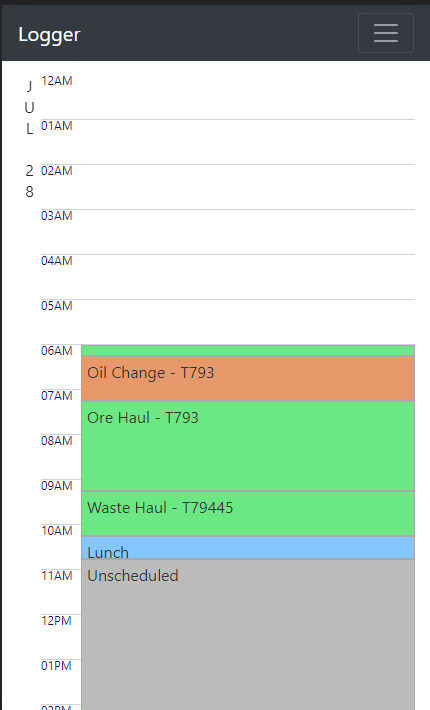 Logger
J
U
L
2
8
12AM
01AM
02AM
03AM
04AM
05AM
06AM
Oil Change - T793
07AM
Ore Haul - T793
08AM
09AM
Waste Haul - T79445
10AM
Lunch
11AM
Unscheduled
12PM
01PM
02PM